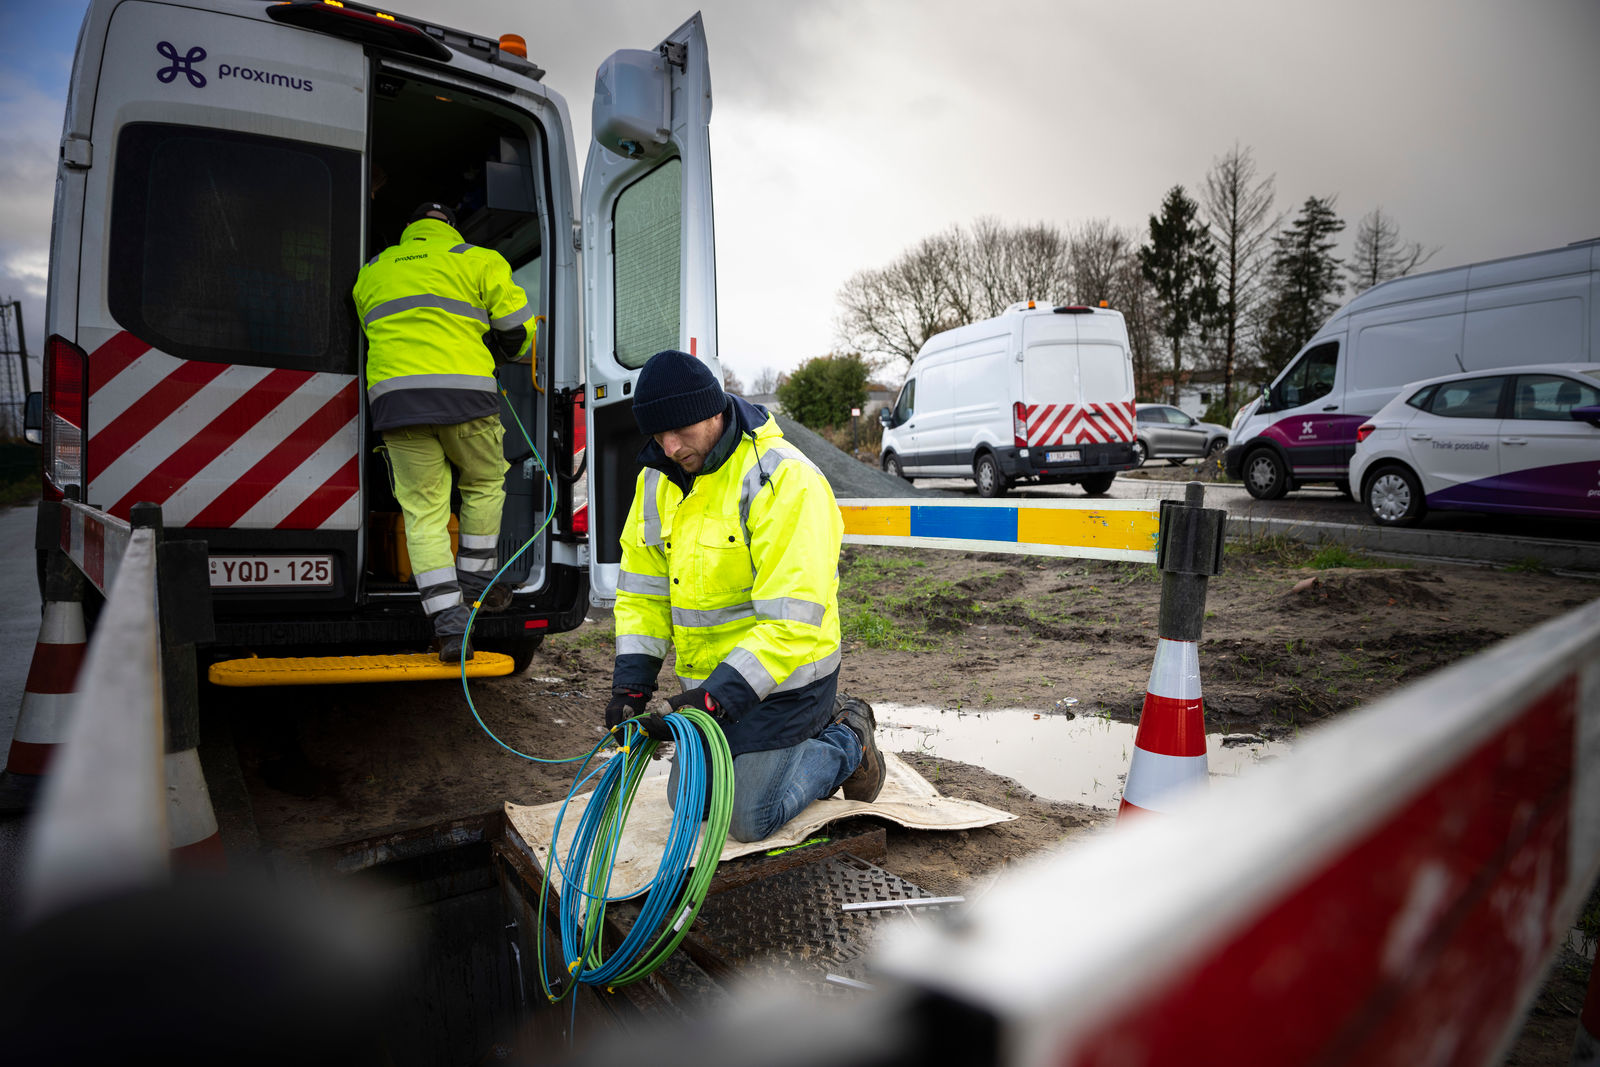 proximus
proximus
YQD-125
Think possible